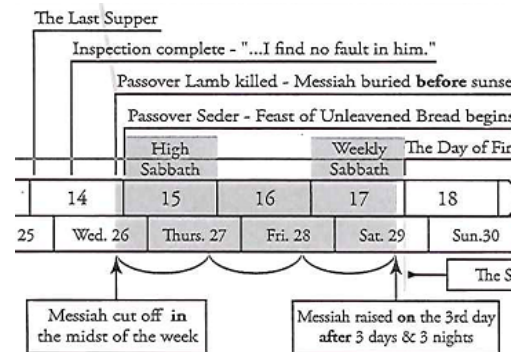 The Last Supper
Inspection complete - "...I find no fault in him."
Passover Lamb killed - Messiah buried before sunse
Passover Seder - Feast of Unleavened Bread begins
High
Sabbath
Weekly
Sabbath
The Day of Fir
14 15 16 17 18
25 Wed. 26 Thurs. 27 Fri. 28 Sat. 29 Sun.30
The S
Messiah cut off in
the midst of the week
Messiah raised on the 3rd day
after 3 days & 3 nights